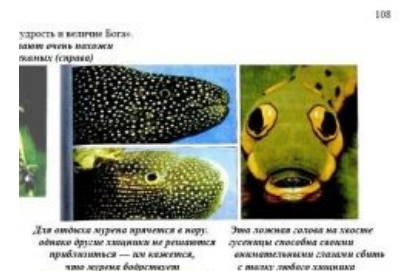 108
удрость и величие Бога».
ают очень похожи
еканых (справа)
Для отдыха мурена прячется в нору.
однако другие хищники не решаются
приблизиться — им кажется,
что мурена бодрствует
Эта ложная голова на хвосте
гусеницы способна своими
внимательными глазами сбить
с толку любого хищника